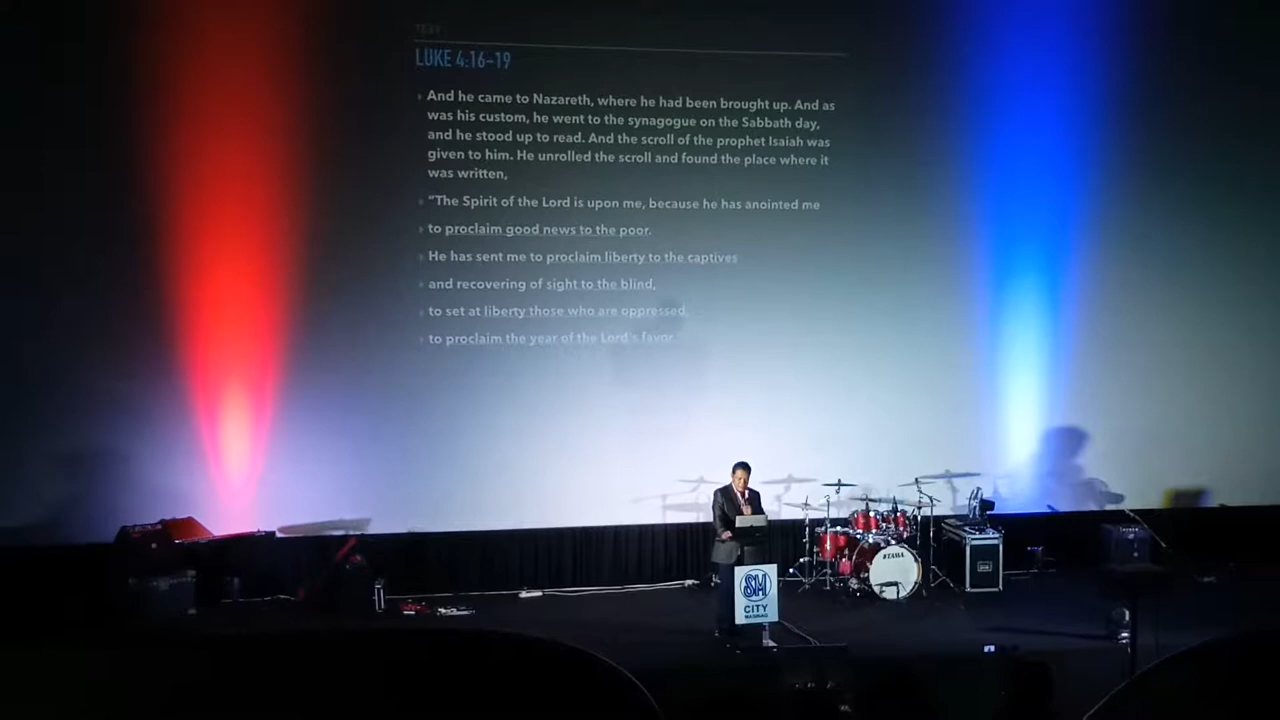 TEXT
LUKE 4:16–19
And he came to Nazareth, where he had been brought up. And as
was his custom, he went to the synagogue on the Sabbath day,
and he stood up to read. And the scroll of the prophet Isaiah was
given to him. He unrolled the scroll and found the place where it
was written,
“The Spirit of the Lord is upon me, because he has anointed me
to proclaim good news to the poor.
He has sent me to proclaim liberty to the captives
and recovering of sight to the blind,
to set at liberty those who are oppressed,
to proclaim the year of the Lord's favor.”
TAMA
SM
CITY